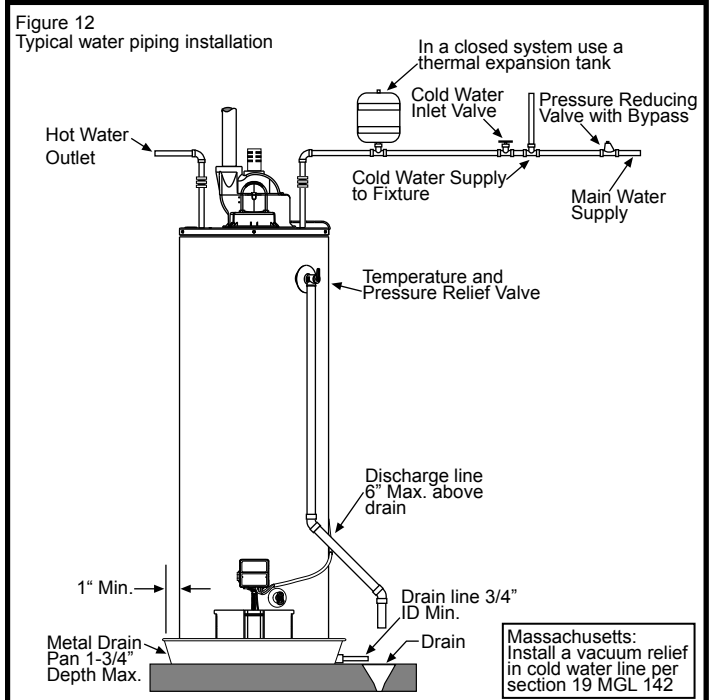 Figure 12
Typical water piping installation
In a closed system use a
thermal expansion tank
Cold Water
Inlet Valve
Pressure Reducing
Valve with Bypass
Hot Water
Outlet
Cold Water Supply
to Fixture
Main Water
Supply
Temperature and
Pressure Relief Valve
Discharge line
6” Max. above
drain
1“ Min.
Drain line 3/4”
ID Min.
Metal Drain
Pan 1-3/4”
Depth Max.
Drain
Massachusetts:
Install a vacuum relief
in cold water line per
section 19 MGL 142